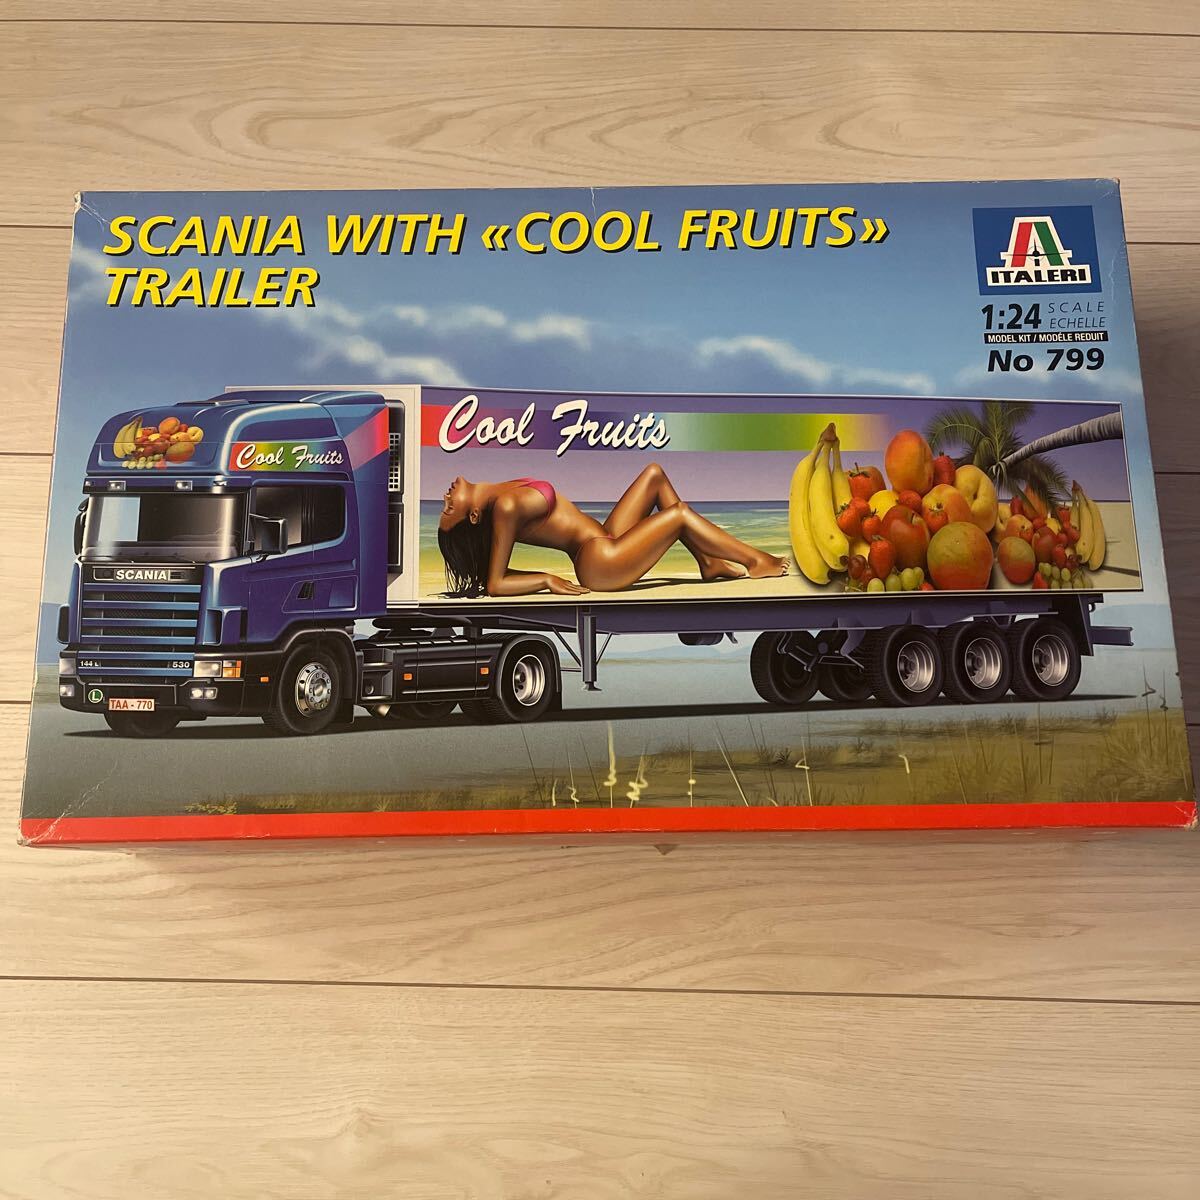 SCANIA WITH «COOL FRUITS»
TRAILER
ITALERI
1:24 SCALE
ECHELLE
MODEL KIT / MODÈLE REDUIT
No 799
Cool Fruits
Cool Fruits
SCANIA
144 L 530
L
TAA - 770